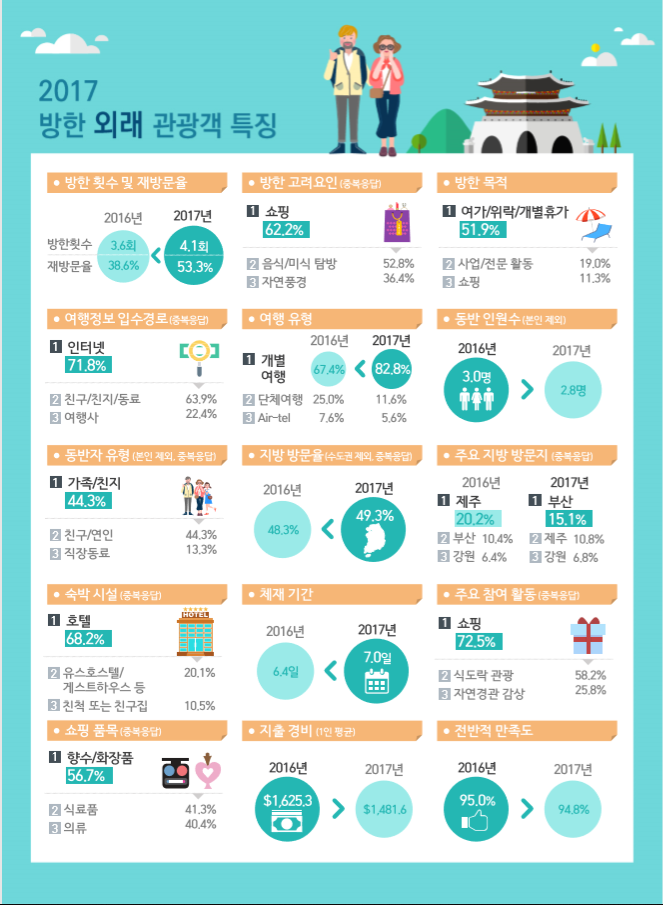 2017
방한 외래 관광객 특징
• 방한 횟수 및 재방문율
2016년
2017년
방한횟수
3.6회
4.1회
재방문율
38.6%
53.3%
• 방한 고려요인 (중복응답)
1 쇼핑
62.2%
2 음식/미식 탐방 52.8%
3 자연풍경 36.4%
• 방한 목적
1 여가/위락/개별휴가
51.9%
2 사업/전문 활동 19.0%
3 쇼핑 11.3%
• 여행정보 입수경로(중복응답)
1 인터넷
71.8%
2 친구/친지/동료 63.9%
3 여행사 22.4%
• 여행 유형
2016년 2017년
1 개별 여행 67.4% 82.8%
2 단체여행 25.0% 11.6%
3 Air-tel 7.6% 5.6%
• 동반 인원수 (본인 제외)
2016년
3.0명
2017년
2.8명
• 동반자 유형 (본인 제외, 중복응답)
1 가족/친지
44.3%
2 친구/연인 44.3%
3 직장동료 13.3%
• 지방 방문율 (수도권 제외, 중복응답)
2016년
48.3%
2017년
49.3%
• 주요 지방 방문지 (중복응답)
2016년
1 제주
20.2%
2 부산 10.4%
3 강원 6.4%
2017년
1 부산
15.1%
2 제주 10.8%
3 강원 6.8%
• 숙박 시설 (중복응답)
HOTEL
1 호텔
68.2%
2 유스호스텔/
게스트하우스 등 20.1%
3 친척 또는 친구집 10.5%
• 체재 기간
2016년
6.4일
2017년
7.0일
• 주요 참여 활동 (중복응답)
1 쇼핑
72.5%
2 식도락 관광 58.2%
3 자연경관 감상 25.8%
• 쇼핑 품목 (중복응답)
1 향수/화장품
56.7%
2 식료품 41.3%
3 의류 40.4%
• 지출 경비 (1인 평균)
2016년
$1,625.3
2017년
$1,481.6
• 전반적 만족도
2016년
95.0%
2017년
94.8%